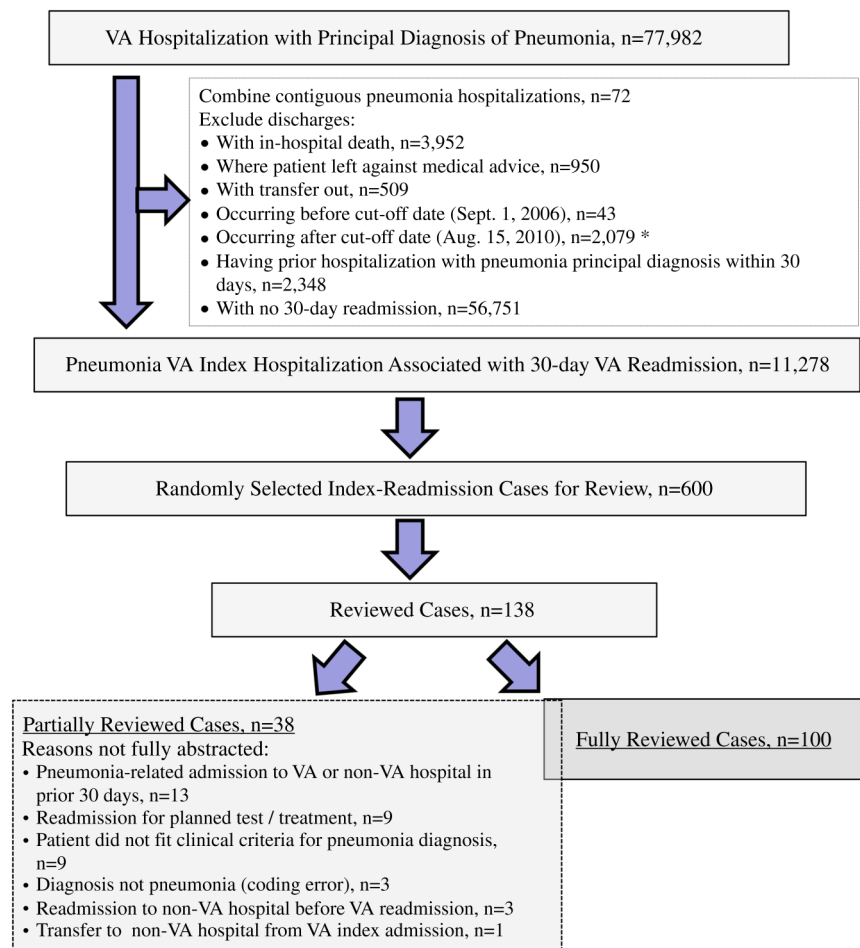 VA Hospitalization with Principal Diagnosis of Pneumonia, n=77,982
Combine contiguous pneumonia hospitalizations, n=72
Exclude discharges:
• With in-hospital death, n=3,952
• Where patient left against medical advice, n=950
• With transfer out, n=509
• Occurring before cut-off date (Sept. 1, 2006), n=43
• Occurring after cut-off date (Aug. 15, 2010), n=2,079 *
• Having prior hospitalization with pneumonia principal diagnosis within 30
days, n=2,348
• With no 30-day readmission, n=56,751
Pneumonia VA Index Hospitalization Associated with 30-day VA Readmission, n=11,278
Randomly Selected Index-Readmission Cases for Review, n=600
Reviewed Cases, n=138
Partially Reviewed Cases, n=38
Reasons not fully abstracted:
• Pneumonia-related admission to VA or non-VA hospital in
prior 30 days, n=13
• Readmission for planned test / treatment, n=9
• Patient did not fit clinical criteria for pneumonia diagnosis,
n=9
• Diagnosis not pneumonia (coding error), n=3
• Readmission to non-VA hospital before VA readmission, n=3
• Transfer to non-VA hospital from VA index admission, n=1
Fully Reviewed Cases, n=100